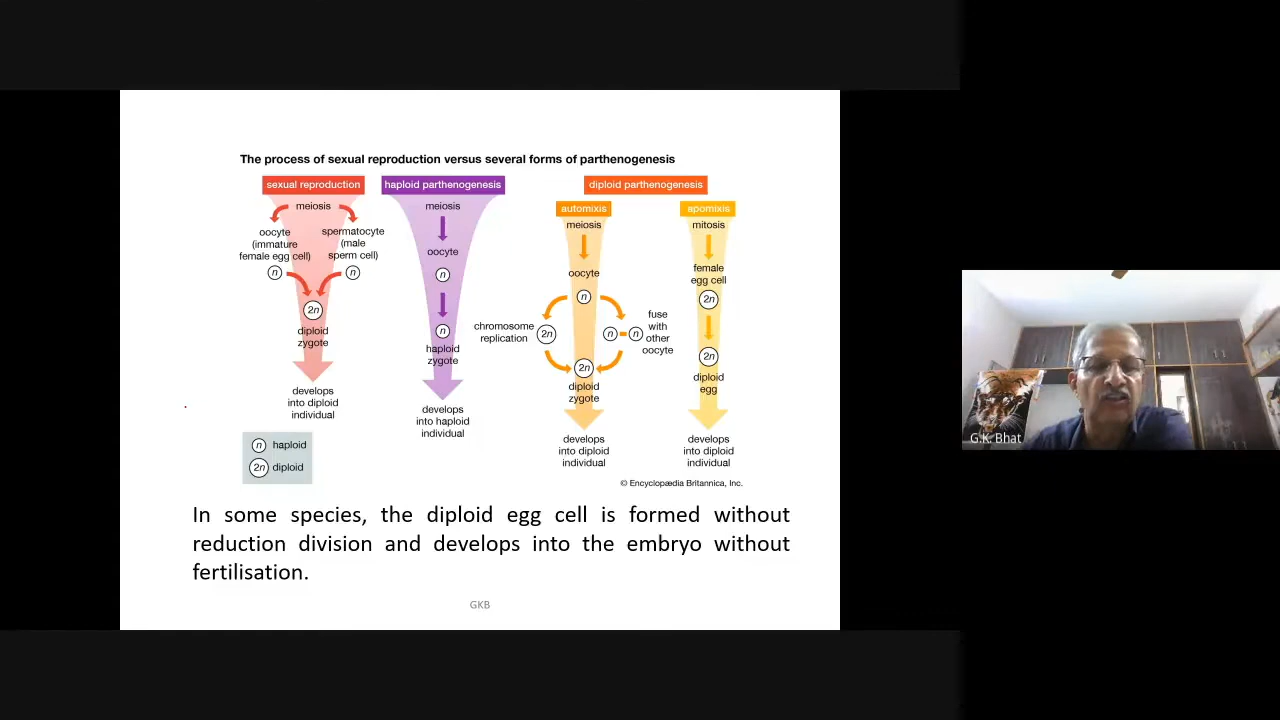 The process of sexual reproduction versus several forms of parthenogenesis
sexual reproduction
meiosis
oocyte
(immature
female egg cell)
n
spermatocyte
(male
sperm cell)
n
2n
diploid
zygote
develops
into diploid
individual
haploid parthenogenesis
meiosis
oocyte
n
n
haploid
zygote
develops
into haploid
individual
diploid parthenogenesis
automixis
meiosis
oocyte
n
chromosome
replication
2n
n
n
fuse
with
other
oocyte
2n
diploid
zygote
develops
into diploid
individual
apomixis
mitosis
female
egg cell
2n
2n
diploid
egg
develops
into diploid
individual
n haploid
2n diploid
© Encyclopædia Britannica, Inc.
In some species, the diploid egg cell is formed without
reduction division and develops into the embryo without
fertilisation.
GKB
G.K. Bhat